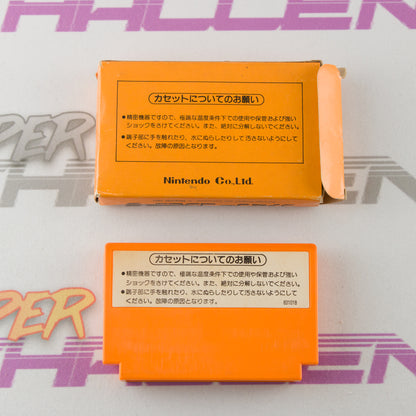 HALLEN
カセットについてのお願い
●精密機器ですので、極端な温度条件下での使用や保管および強い
ショックをさけてください。また、絶対に分解しないでください。
●端子部に手を触れたり、水にぬらしたりして汚さないようにして
ください。故障の原因となります。
Nintendo Co.,Ltd.
PER
HALLEN
カセットについてのお願い
●精密機器ですので、極端な温度条件下での使用や保管および強い
ショックをさけてください。また、絶対に分解しないでください。
●端子部に手を触れたり、水にぬらしたりして汚さないようにして
ください。故障の原因となります。
PER
HALLEN